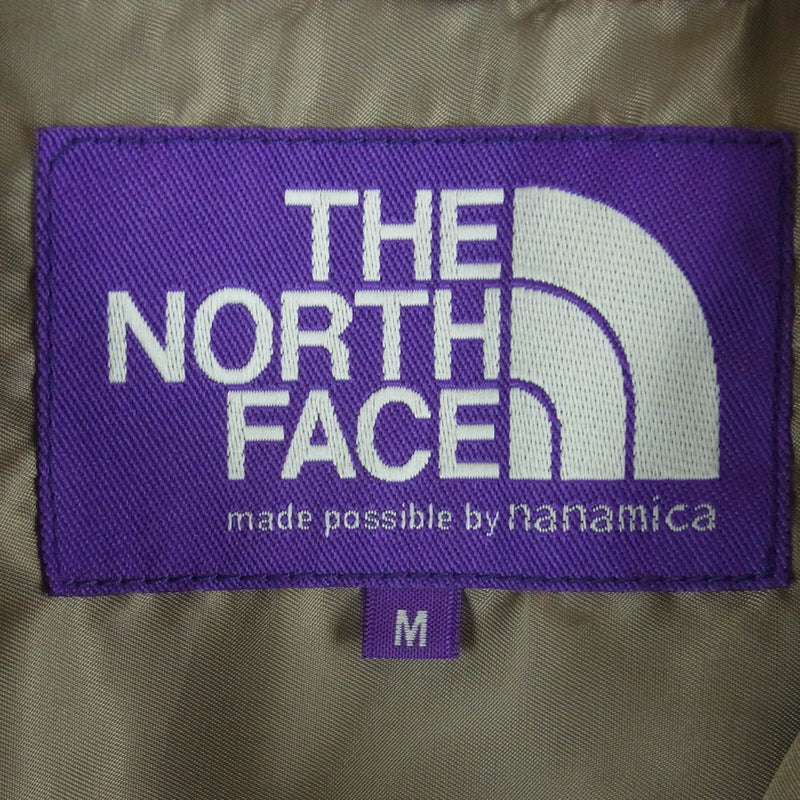 THE
NORTH
FACE
made possible by nanamica
M